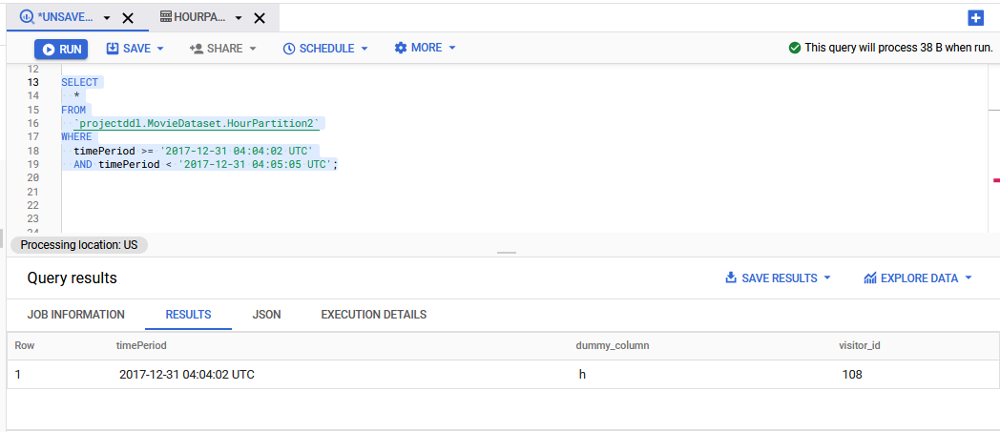 *UNSAVE... HOURPA...
RUN SAVE SHARE SCHEDULE MORE This query will process 38 B when run.
12
13 SELECT
14 *
15 FROM
16 `projectddl.MovieDataset.HourPartition2`
17 WHERE
18 timePeriod >= '2017-12-31 04:04:02 UTC'
19 AND timePeriod < '2017-12-31 04:05:05 UTC';
20
21
22
23
24
Processing location: US
Query results SAVE RESULTS EXPLORE DATA
JOB INFORMATION RESULTS JSON EXECUTION DETAILS
Row timePeriod dummy_column visitor_id
1 2017-12-31 04:04:02 UTC h 108